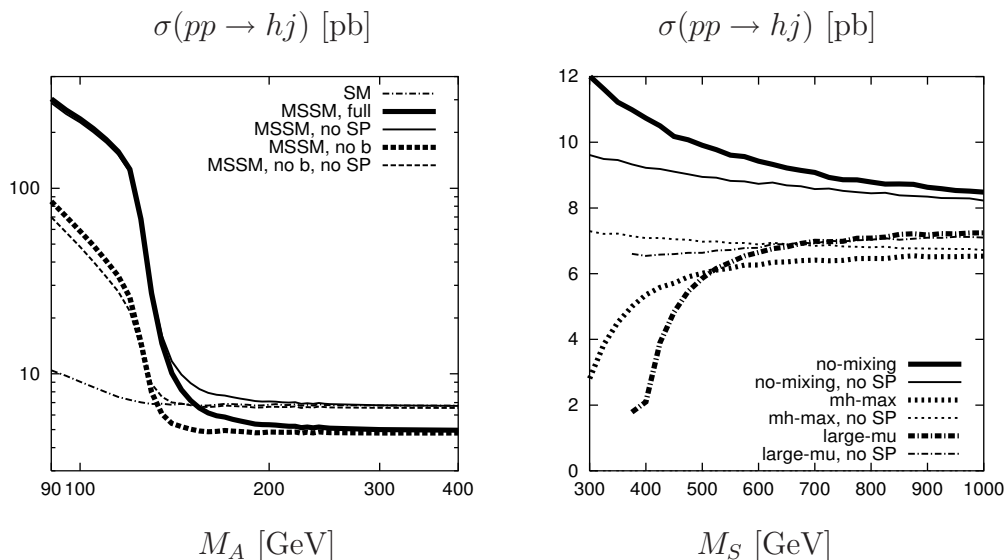 σ(pp → hj) [pb]
SM
MSSM, full
MSSM, no SP
MSSM, no b
MSSM, no b, no SP
100
10
90 100 200 300 400
M_A [GeV]
σ(pp → hj) [pb]
12
10
8
6
4
2
0
no-mixing
no-mixing, no SP
mh-max
mh-max, no SP
large-mu
large-mu, no SP
300 400 500 600 700 800 900 1000
M_S [GeV]